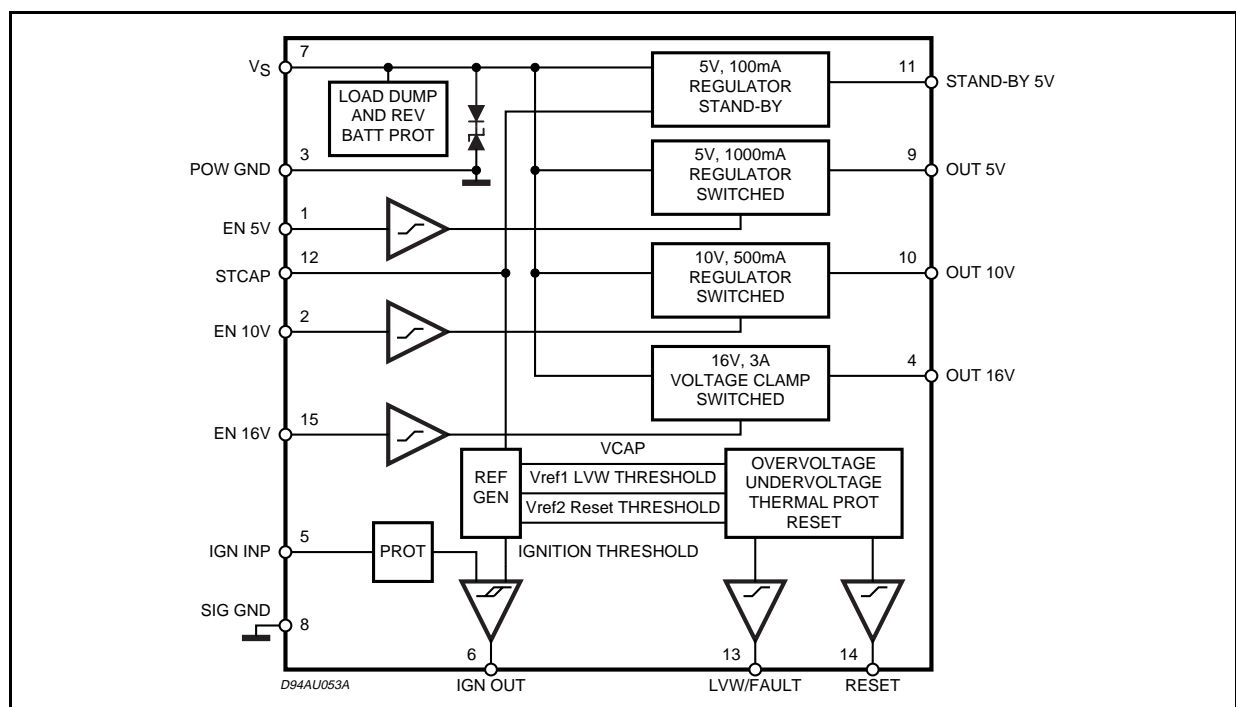 7
VS
5V, 100mA
REGULATOR
STAND-BY
11
STAND-BY 5V
LOAD DUMP
AND REV
BATT PROT
3
POW GND
5V, 1000mA
REGULATOR
SWITCHED
9
OUT 5V
1
EN 5V
12
STCAP
10V, 500mA
REGULATOR
SWITCHED
10
OUT 10V
2
EN 10V
16V, 3A
VOLTAGE CLAMP
SWITCHED
4
OUT 16V
15
EN 16V
VCAP
REF
GEN
Vref1 LVW THRESHOLD
Vref2 Reset THRESHOLD
OVERVOLTAGE
UNDERVOLTAGE
THERMAL PROT
RESET
5
IGN INP
PROT
IGNITION THRESHOLD
SIG GND
8
6
13
14
D94AU053A
IGN OUT
LVW/FAULT
RESET